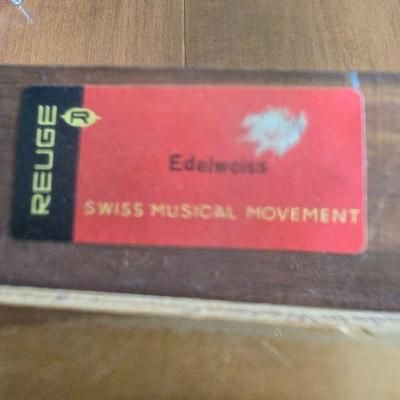 REUGE
R
Edelweiss
SWISS MUSICAL MOVEMENT